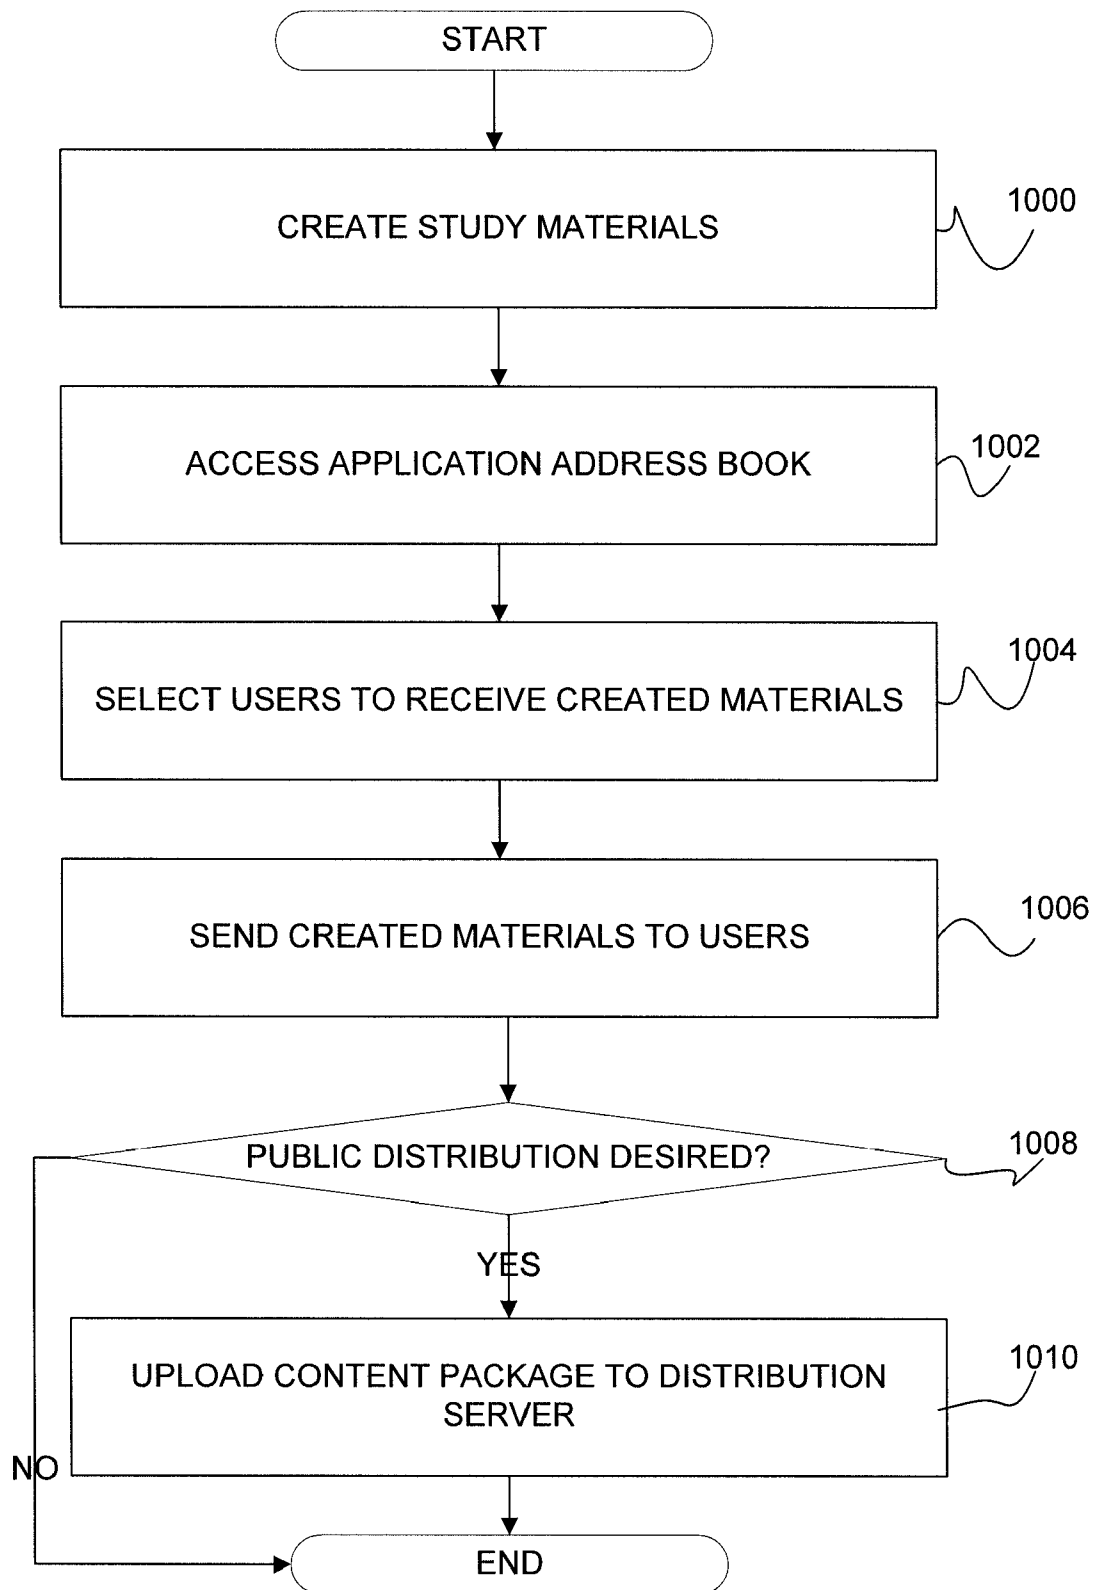 START
CREATE STUDY MATERIALS
1000
ACCESS APPLICATION ADDRESS BOOK
1002
SELECT USERS TO RECEIVE CREATED MATERIALS
1004
SEND CREATED MATERIALS TO USERS
1006
PUBLIC DISTRIBUTION DESIRED?
1008
YES
UPLOAD CONTENT PACKAGE TO DISTRIBUTION
SERVER
1010
NO
END